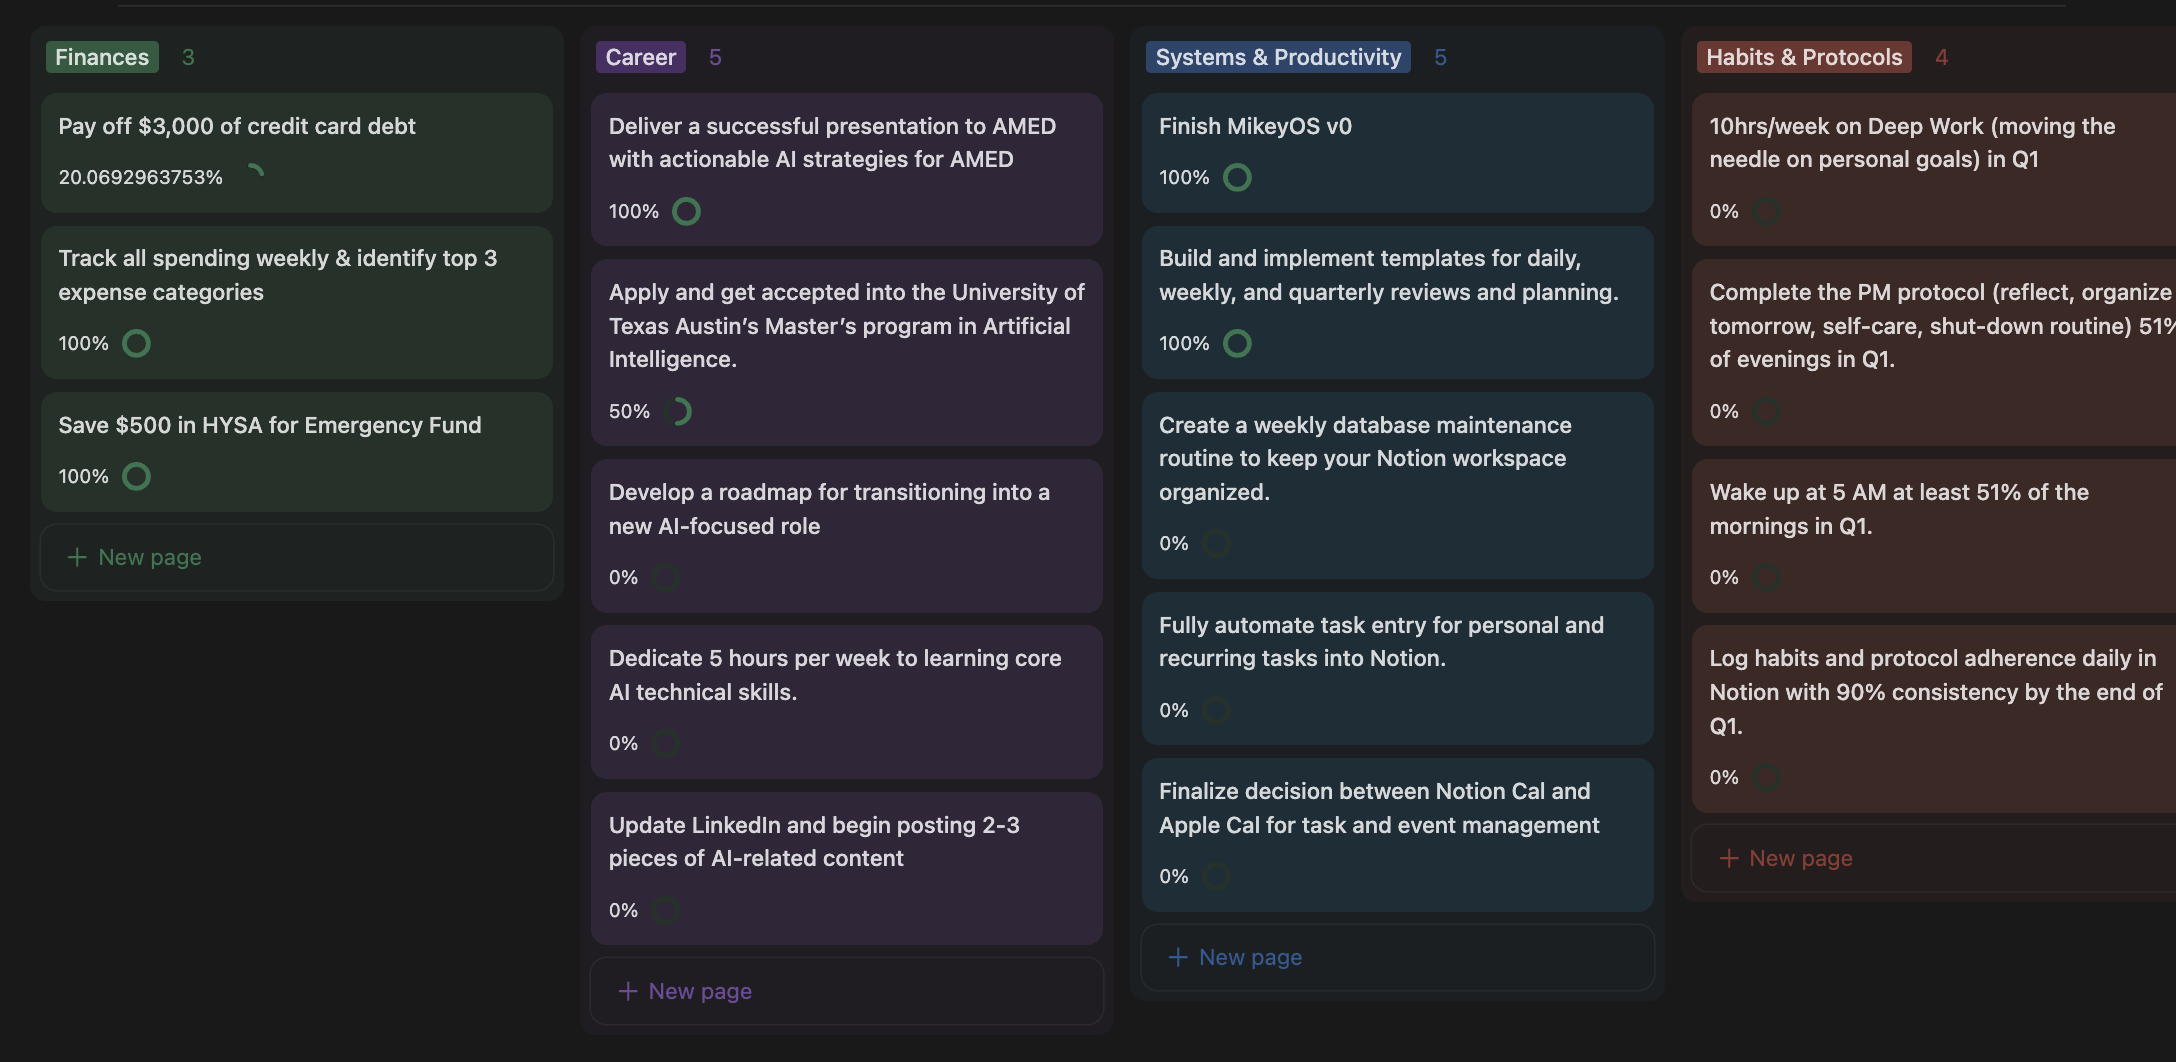 Finances 3
Pay off $3,000 of credit card debt
20.0692963753%
Track all spending weekly & identify top 3
expense categories
100%
Save $500 in HYSA for Emergency Fund
100%
+ New page
Career 5
Deliver a successful presentation to AMED
with actionable AI strategies for AMED
100%
Apply and get accepted into the University of
Texas Austin’s Master’s program in Artificial
Intelligence.
50%
Develop a roadmap for transitioning into a
new AI-focused role
0%
Dedicate 5 hours per week to learning core
AI technical skills.
0%
Update LinkedIn and begin posting 2-3
pieces of AI-related content
0%
+ New page
Systems & Productivity 5
Finish MikeyOS v0
100%
Build and implement templates for daily,
weekly, and quarterly reviews and planning.
100%
Create a weekly database maintenance
routine to keep your Notion workspace
organized.
0%
Fully automate task entry for personal and
recurring tasks into Notion.
0%
Finalize decision between Notion Cal and
Apple Cal for task and event management
0%
+ New page
Habits & Protocols 4
10hrs/week on Deep Work (moving the
needle on personal goals) in Q1
0%
Complete the PM protocol (reflect, organize
tomorrow, self-care, shut-down routine) 51%
of evenings in Q1.
0%
Wake up at 5 AM at least 51% of the
mornings in Q1.
0%
Log habits and protocol adherence daily in
Notion with 90% consistency by the end of
Q1.
0%
+ New page